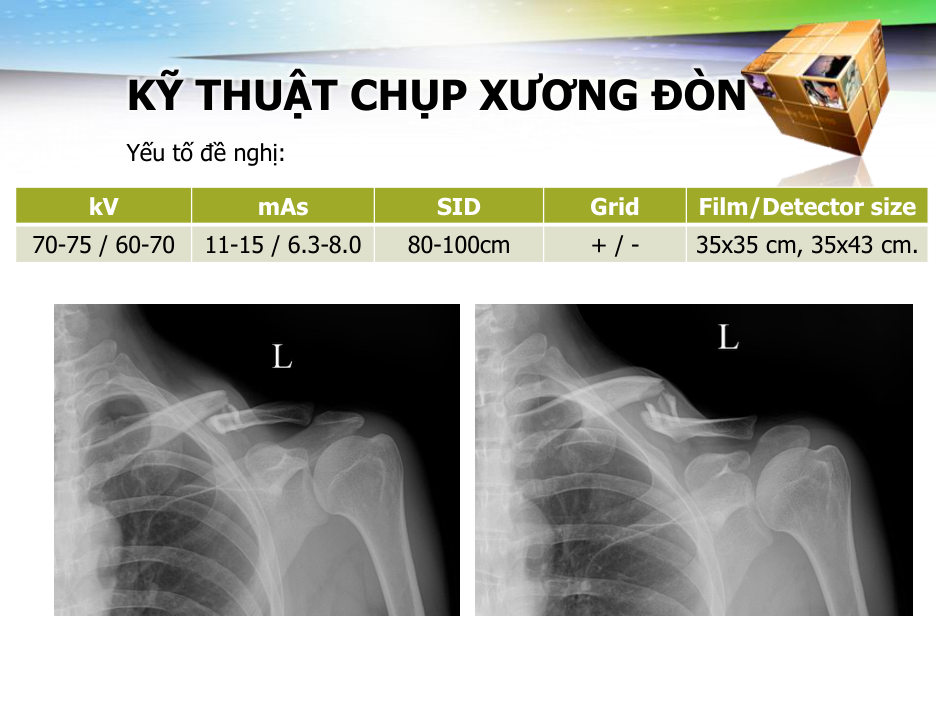 KỸ THUẬT CHỤP XƯƠNG ĐÒN
Yếu tố đề nghị:
kV mAs SID Grid Film/Detector size
70-75 / 60-70 11-15 / 6.3-8.0 80-100cm + / - 35x35 cm, 35x43 cm.
L L